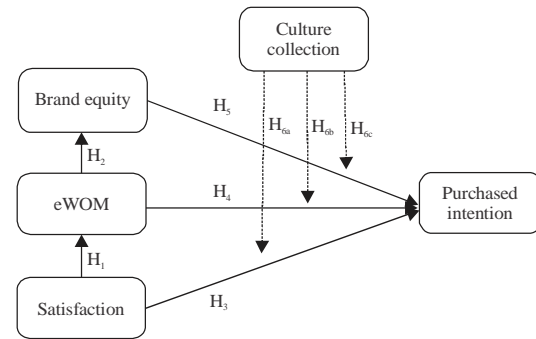 Culture
collection
Brand equity
H5
H6a
H6b
H6c
H2
eWOM
H4
Purchased
intention
H1
Satisfaction
H3